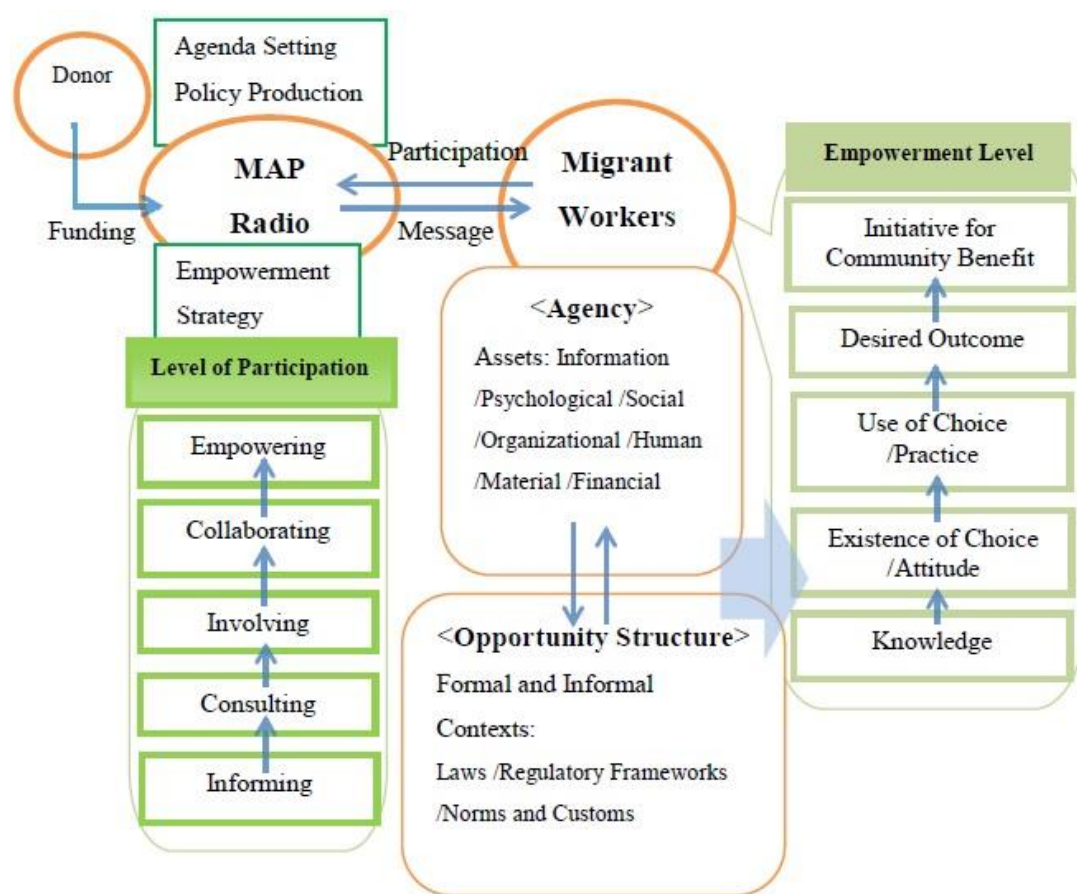 Donor
Funding
Agenda Setting
Policy Production
MAP
Radio
Empowerment
Strategy
Participation
Message
Migrant
Workers
Level of Participation
Empowering
Collaborating
Involving
Consulting
Informing
<Agency>
Assets: Information
/Psychological /Social
/Organizational /Human
/Material /Financial
<Opportunity Structure>
Formal and Informal
Contexts:
Laws /Regulatory Frameworks
/Norms and Customs
Empowerment Level
Initiative for
Community Benefit
Desired Outcome
Use of Choice
/Practice
Existence of Choice
/Attitude
Knowledge